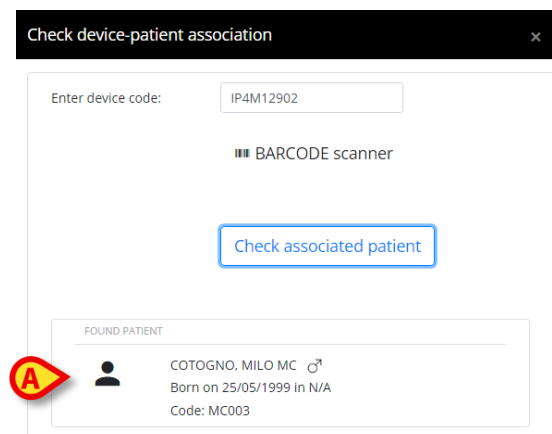 Check device-patient association ×
Enter device code: IP4M12902
BARCODE scanner
Check associated patient
FOUND PATIENT
A
COTOGNO, MILO MC ♂
Born on 25/05/1999 in N/A
Code: MC003